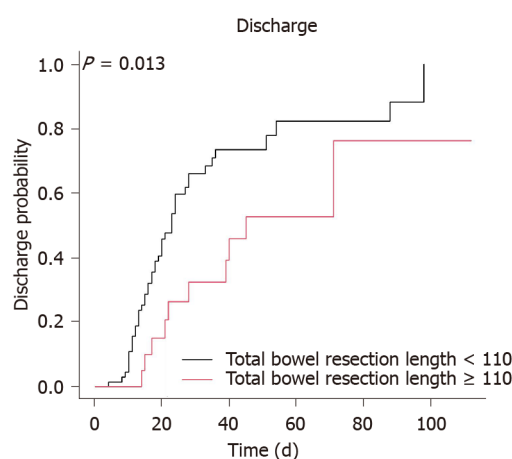 Discharge
P = 0.013
Discharge probability
1.0
0.8
0.6
0.4
0.2
0.0
Total bowel resection length < 110
Total bowel resection length ≥ 110
0 20 40 60 80 100
Time (d)